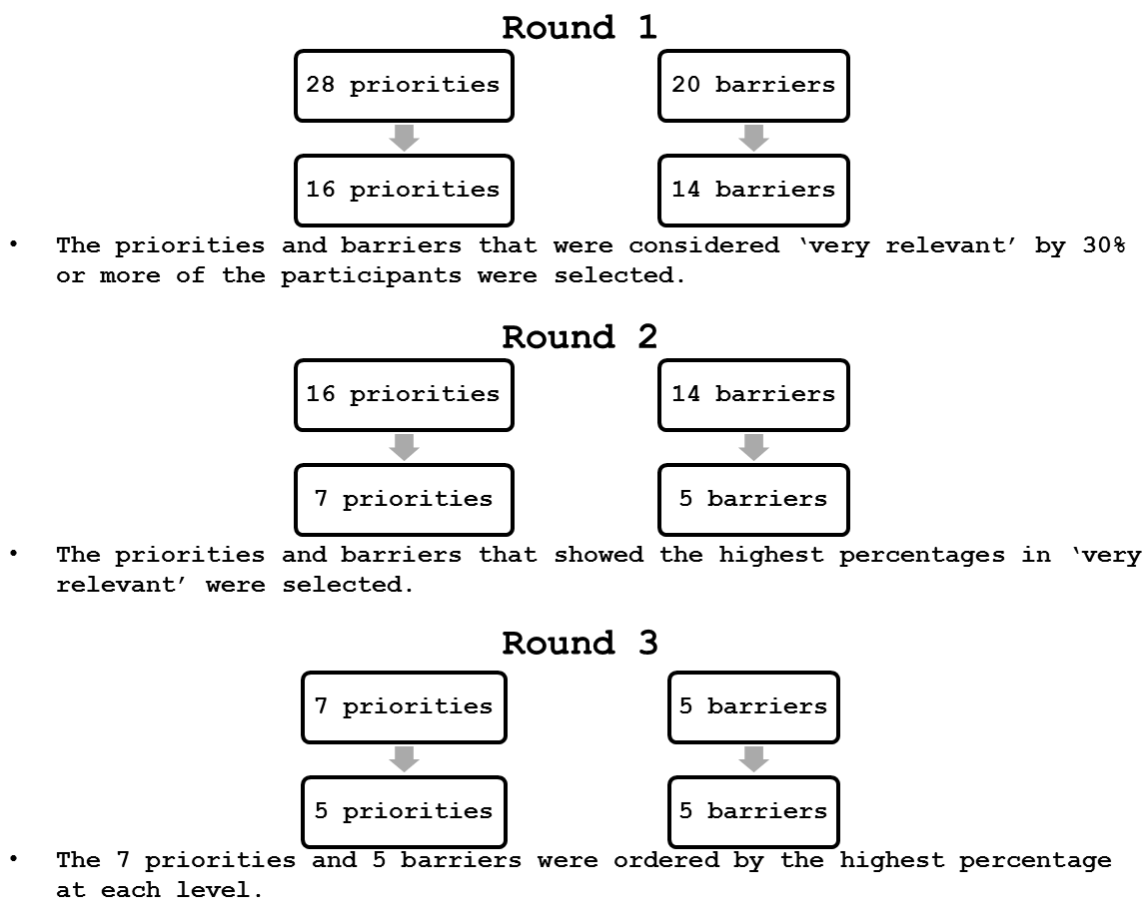 Round 1
28 priorities
20 barriers
16 priorities
14 barriers
• The priorities and barriers that were considered ‘very relevant’ by 30%
or more of the participants were selected.
Round 2
16 priorities
14 barriers
7 priorities
5 barriers
• The priorities and barriers that showed the highest percentages in ‘very
relevant’ were selected.
Round 3
7 priorities
5 barriers
5 priorities
5 barriers
• The 7 priorities and 5 barriers were ordered by the highest percentage
at each level.